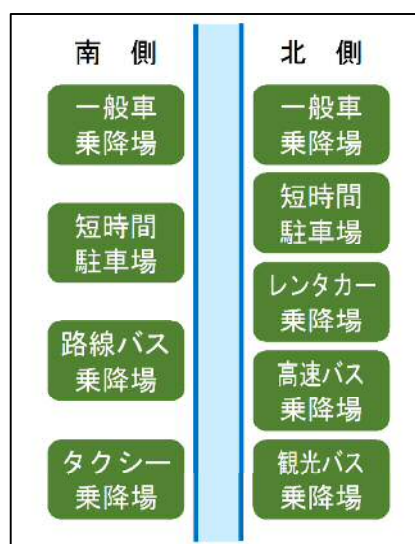 南　側
一般車
乗降場
短時間
駐車場
路線バス
乗降場
タクシー
乗降場
北　側
一般車
乗降場
短時間
駐車場
レンタカー
乗降場
高速バス
乗降場
観光バス
乗降場